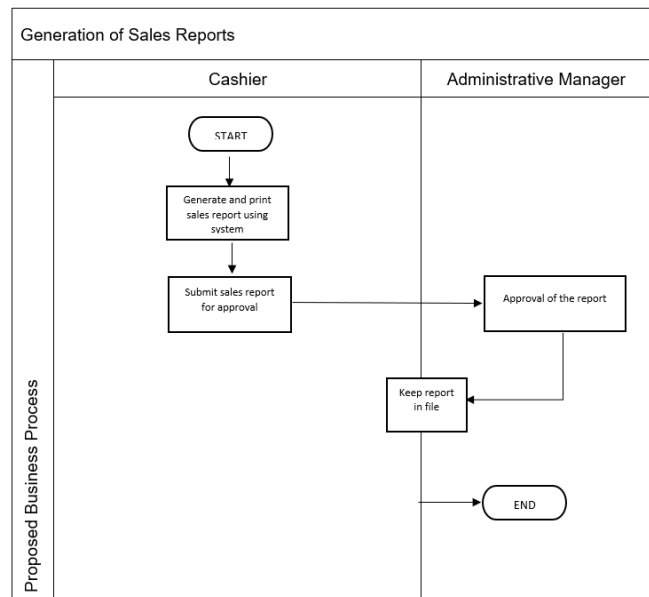 Generation of Sales Reports
Cashier
Administrative Manager
START
Generate and print
sales report using
system
Submit sales report
for approval
Approval of the report
Keep report
in file
END
Proposed Business Process